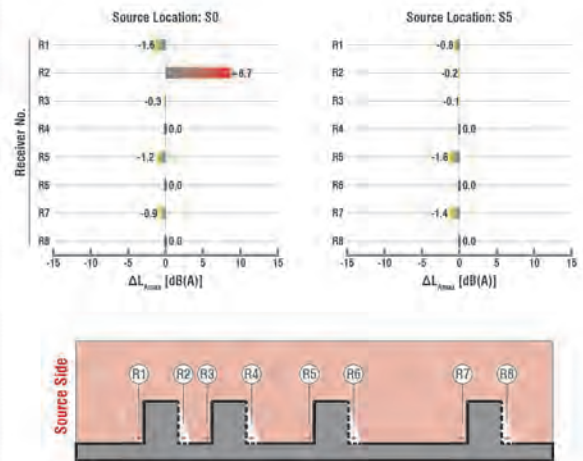 Source Location: S0
Receiver No.
R1 -1.6
R2 +8.7
R3 -0.3
R4 0.0
R5 -1.2
R6 0.0
R7 -0.9
R8 0.0
-15 -10 -5 0 5 10 15
ΔLAmax [dB(A)]
Source Location: S5
R1 -0.8
R2 -0.2
R3 -0.1
R4 0.0
R5 -1.6
R6 0.0
R7 -1.4
R8 0.0
-15 -10 -5 0 5 10 15
ΔLAmax [dB(A)]
Source Side
R1 R2 R3 R4 R5 R6 R7 R8